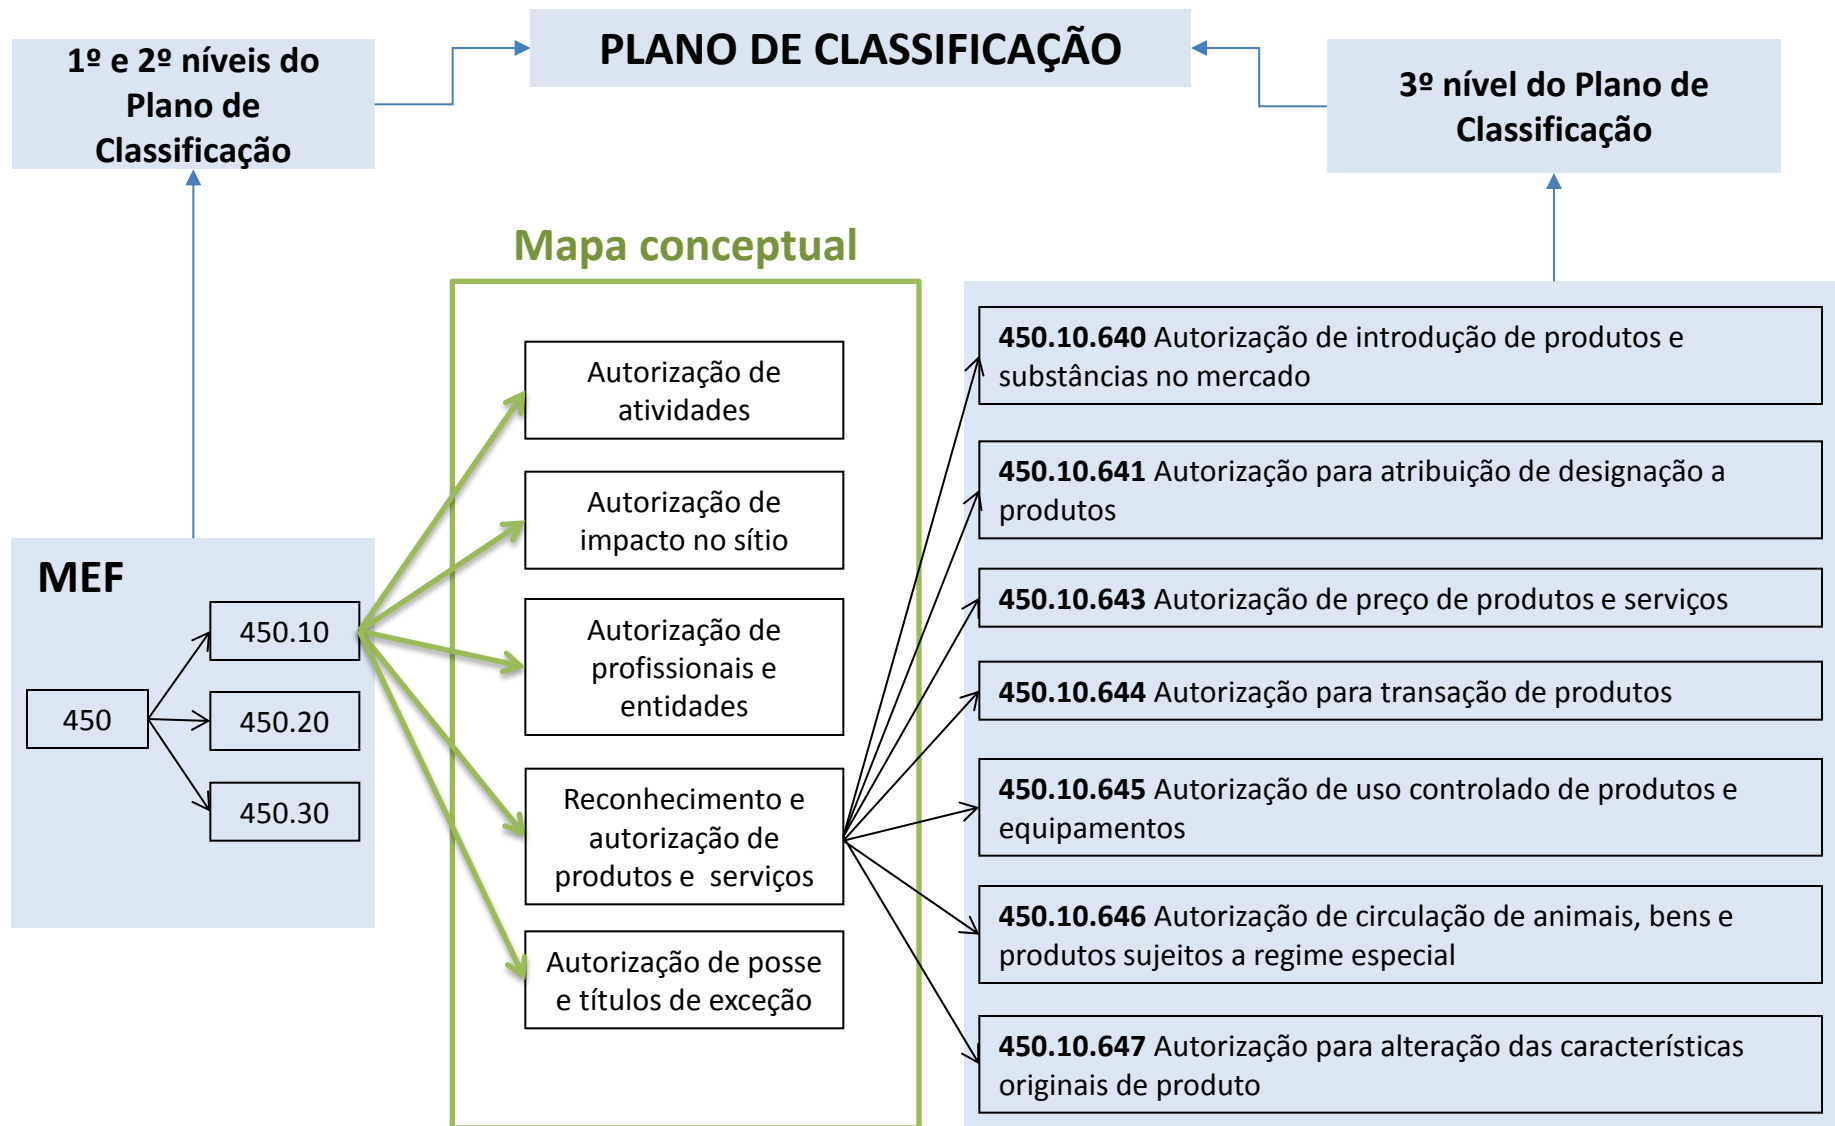 PLANO DE CLASSIFICAÇÃO
1º e 2º níveis do
Plano de
Classificação
3º nível do Plano de
Classificação
Mapa conceptual
MEF
450
450.10
450.20
450.30
Autorização de
atividades
Autorização de
impacto no sítio
Autorização de
profissionais e
entidades
Reconhecimento e
autorização de
produtos e  serviços
Autorização de posse
e títulos de exceção
450.10.640 Autorização de introdução de produtos e
substâncias no mercado
450.10.641 Autorização para atribuição de designação a
produtos
450.10.643 Autorização de preço de produtos e serviços
450.10.644 Autorização para transação de produtos
450.10.645 Autorização de uso controlado de produtos e
equipamentos
450.10.646 Autorização de circulação de animais, bens e
produtos sujeitos a regime especial
450.10.647 Autorização para alteração das características
originais de produto